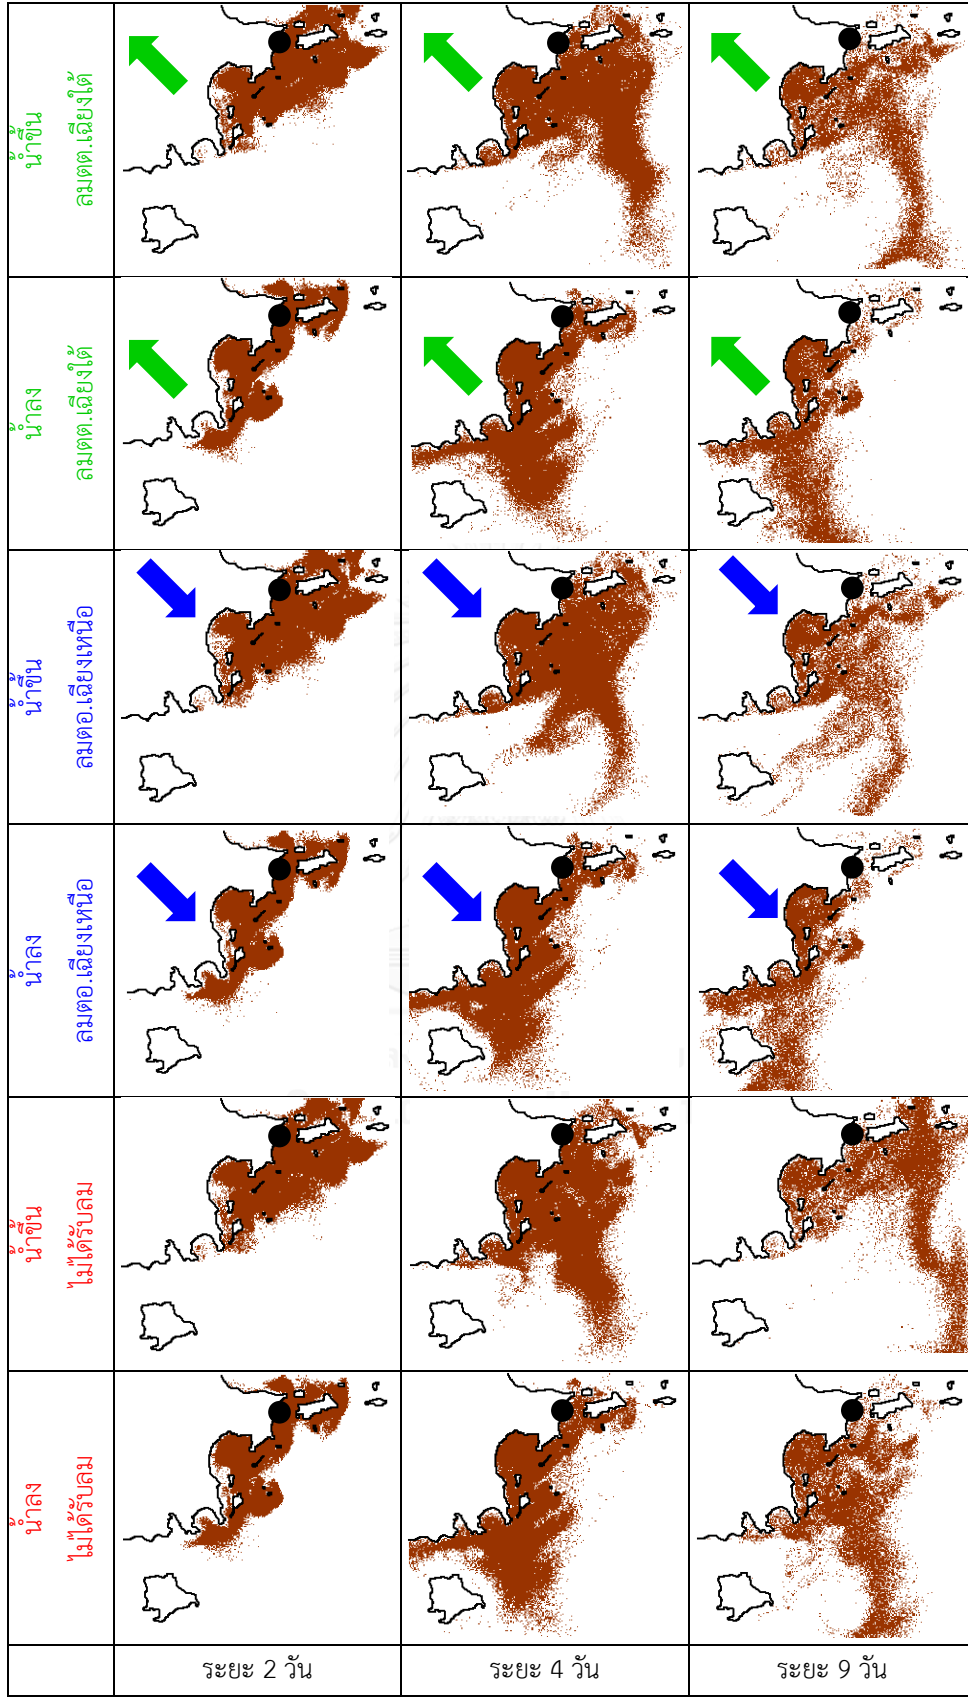 น้ำขึ้น
ลมตต.เฉียงใต้
น้ำลง
ลมตต.เฉียงใต้
น้ำขึ้น
ลมตอ.เฉียงเหนือ
น้ำลง
ลมตอ.เฉียงเหนือ
น้ำขึ้น
ไม่ได้รับลม
น้ำลง
ไม่ได้รับลม
ระยะ 2 วัน
ระยะ 4 วัน
ระยะ 9 วัน